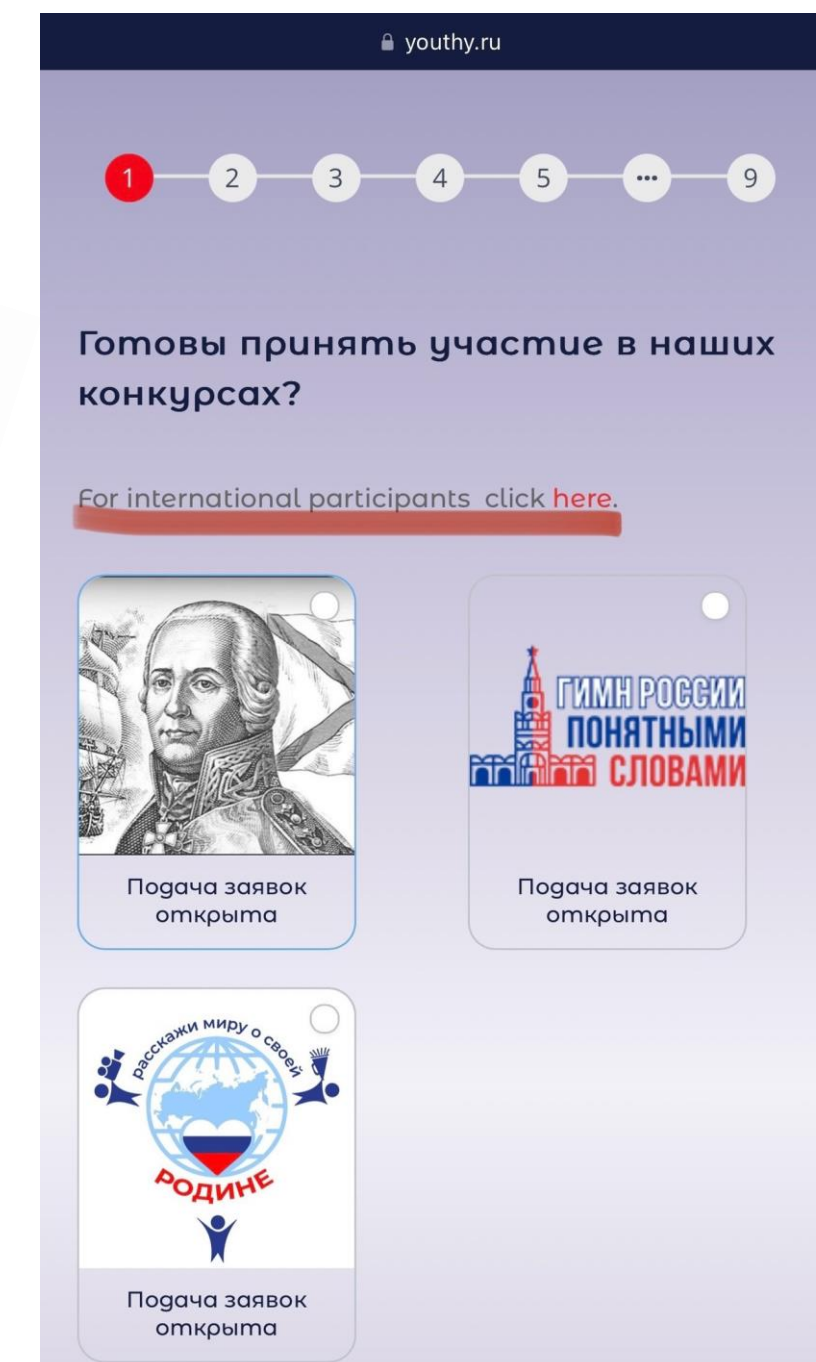 youthy.ru
1 2 3 4 5 ... 9
Готовы принять участие в наших
конкурсах?
For international participants click here.
ГИМН РОССИИ
ПОНЯТНЫМИ
СЛОВАМИ
Подача заявок
открыта
Подача заявок
открыта
расскажи миру о своей
РОДИНЕ
Подача заявок
открыта